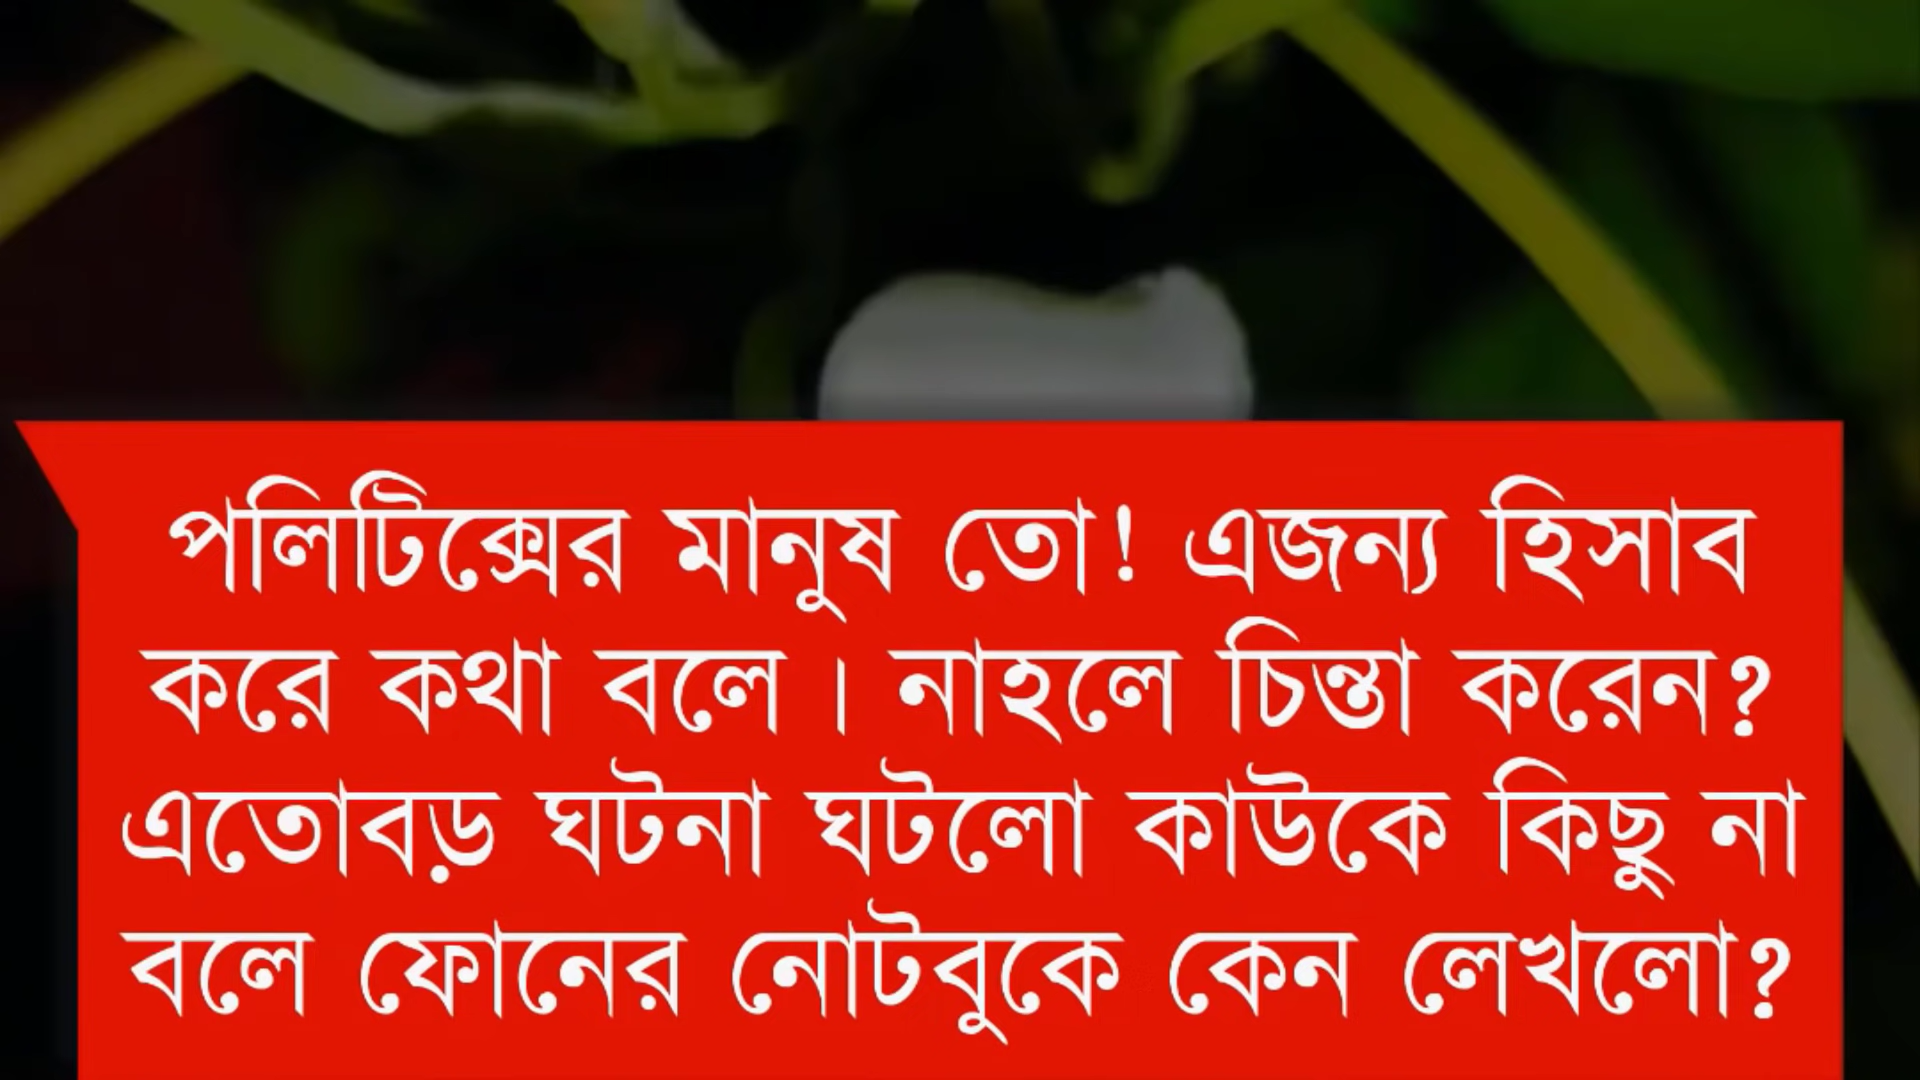 পলিটিক্সের মানুষ তো! এজন্য হিসাব
করে কথা বলে। নাহলে চিন্তা করেন?
এতোবড় ঘটনা ঘটলো কাউকে কিছু না
বলে ফোনের নোটবুকে কেন লেখলো?